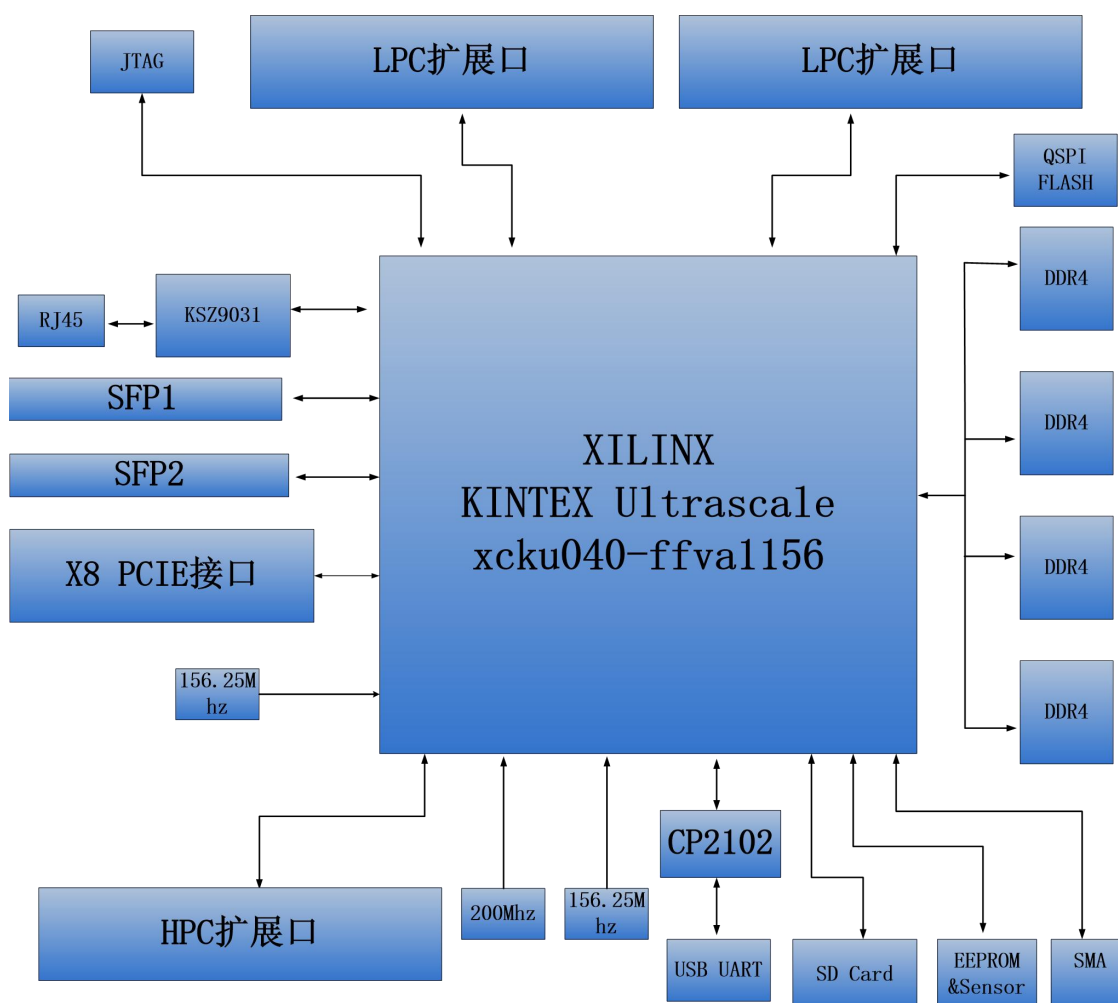 JTAG
LPC扩展口
LPC扩展口
QSPI
FLASH
DDR4
RJ45
KSZ9031
SFP1
DDR4
SFP2
XILINX
KINTEX Ultrascale
xcku040-ffva1156
X8 PCIE接口
DDR4
156.25M
hz
DDR4
CP2102
HPC扩展口
200Mhz
156.25M
hz
USB UART
SD Card
EEPROM
&Sensor
SMA